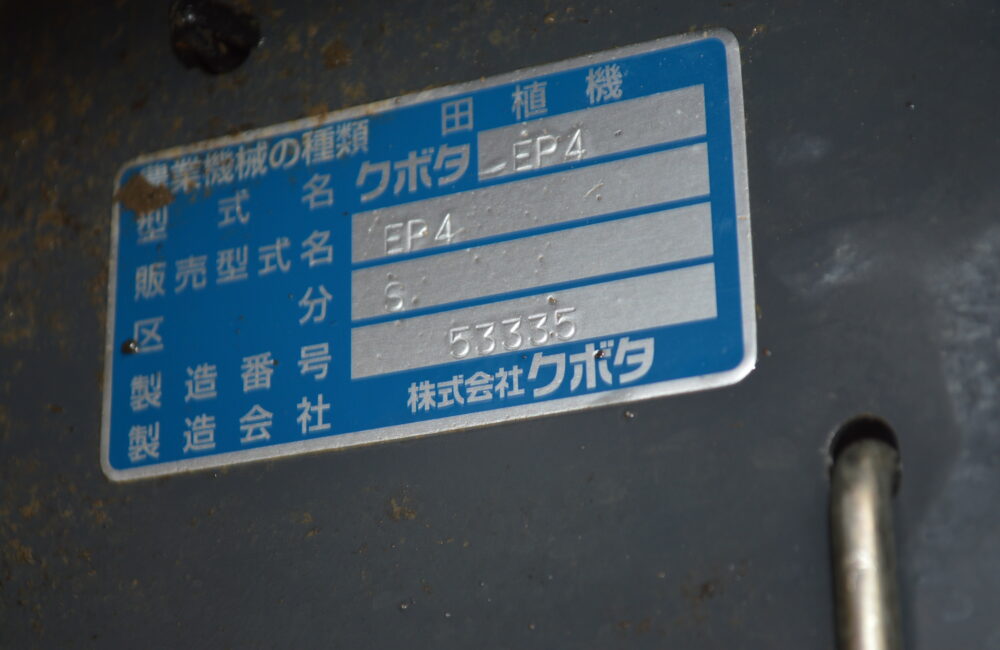 農業機械の種類 田植機
型式名 クボタ EP4
販売型式名 EP4
区分 S
製造番号 53335
製造会社 株式会社クボタ